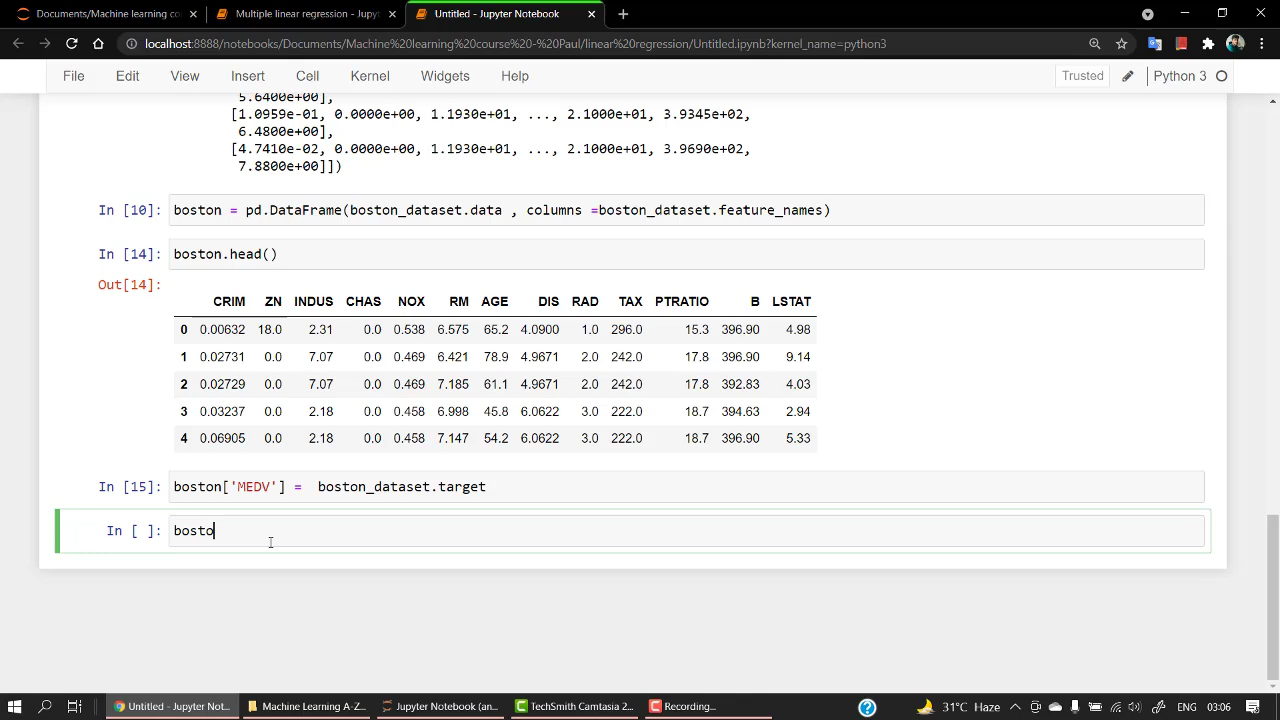 Documents/Machine learning co
Multiple linear regression - Jupyt
Untitled - Jupyter Notebook
localhost:8888/notebooks/Documents/Machine%20learning%20course%20-%20Paul/linear%20regression/Untitled.ipynb?kernel_name=python3
File Edit View Insert Cell Kernel Widgets Help Trusted Python 3
5.6400e+00],
[1.0959e-01, 0.0000e+00, 1.1930e+01, ..., 2.1000e+01, 3.9345e+02,
6.4800e+00],
[4.7410e-02, 0.0000e+00, 1.1930e+01, ..., 2.1000e+01, 3.9690e+02,
7.8800e+00]])
In [10]: boston = pd.DataFrame(boston_dataset.data , columns =boston_dataset.feature_names)
In [14]: boston.head()
Out[14]:
CRIM ZN INDUS CHAS NOX RM AGE DIS RAD TAX PTRATIO B LSTAT
0 0.00632 18.0 2.31 0.0 0.538 6.575 65.2 4.0900 1.0 296.0 15.3 396.90 4.98
1 0.02731 0.0 7.07 0.0 0.469 6.421 78.9 4.9671 2.0 242.0 17.8 396.90 9.14
2 0.02729 0.0 7.07 0.0 0.469 7.185 61.1 4.9671 2.0 242.0 17.8 392.83 4.03
3 0.03237 0.0 2.18 0.0 0.458 6.998 45.8 6.0622 3.0 222.0 18.7 394.63 2.94
4 0.06905 0.0 2.18 0.0 0.458 7.147 54.2 6.0622 3.0 222.0 18.7 396.90 5.33
In [15]: boston['MEDV'] =  boston_dataset.target
In [ ]: bosto
Untitled - Jupyter Not... Machine Learning A-Z... Jupyter Notebook (an... TechSmith Camtasia 2... Recording... 31°C Haze ENG 03:06